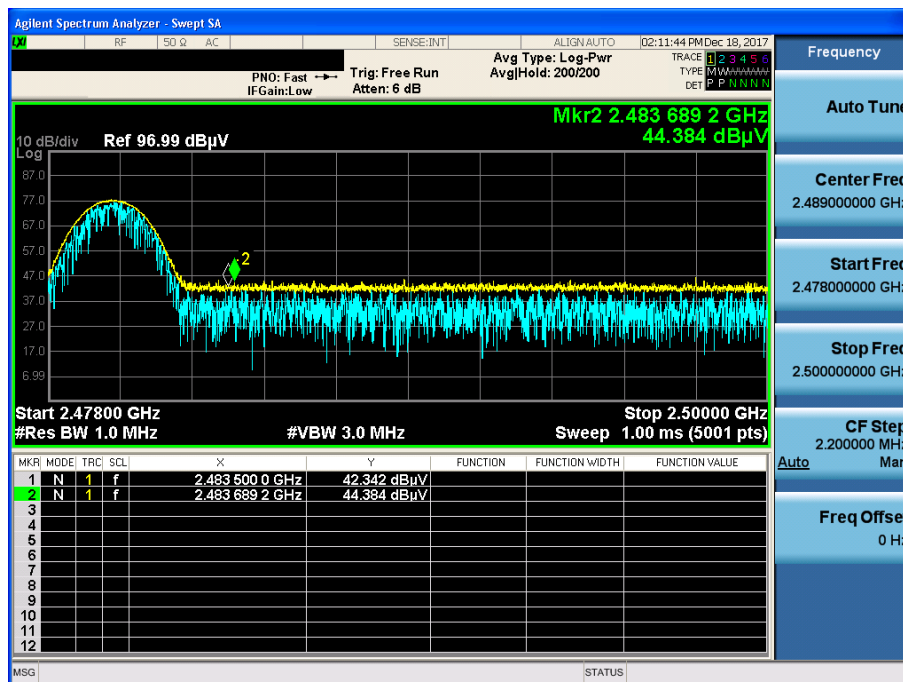 Agilent Spectrum Analyzer - Swept SA
LXI RF 50 Ω AC SENSE:INT ALIGNAUTO 02:11:44 PM Dec 18, 2017
Frequency
Avg Type: Log-Pwr TRACE 1 2 3 4 5 6
PNO: Fast Trig: Free Run Avg|Hold: 200/200 TYPE MWWWWW
IFGain:Low Atten: 6 dB DET P P N N N N
Auto Tune
Mkr2 2.483 689 2 GHz
10 dB/div Ref 96.99 dBµV 44.384 dBµV
Log
87.0
77.0
67.0
57.0
47.0
37.0
27.0
17.0
6.99
2
Center Freq
2.489000000 GHz
Start Freq
2.478000000 GHz
Stop Freq
2.500000000 GHz
CF Step
2.200000 MHz
Auto Man
Freq Offset
0 Hz
Start 2.47800 GHz Stop 2.50000 GHz
#Res BW 1.0 MHz #VBW 3.0 MHz Sweep 1.00 ms (5001 pts)
MKR MODE TRC SCL X Y FUNCTION FUNCTION WIDTH FUNCTION VALUE
1 N 1 f 2.483 500 0 GHz 42.342 dBµV
2 N 1 f 2.483 689 2 GHz 44.384 dBµV
3
4
5
6
7
8
9
10
11
12
MSG STATUS